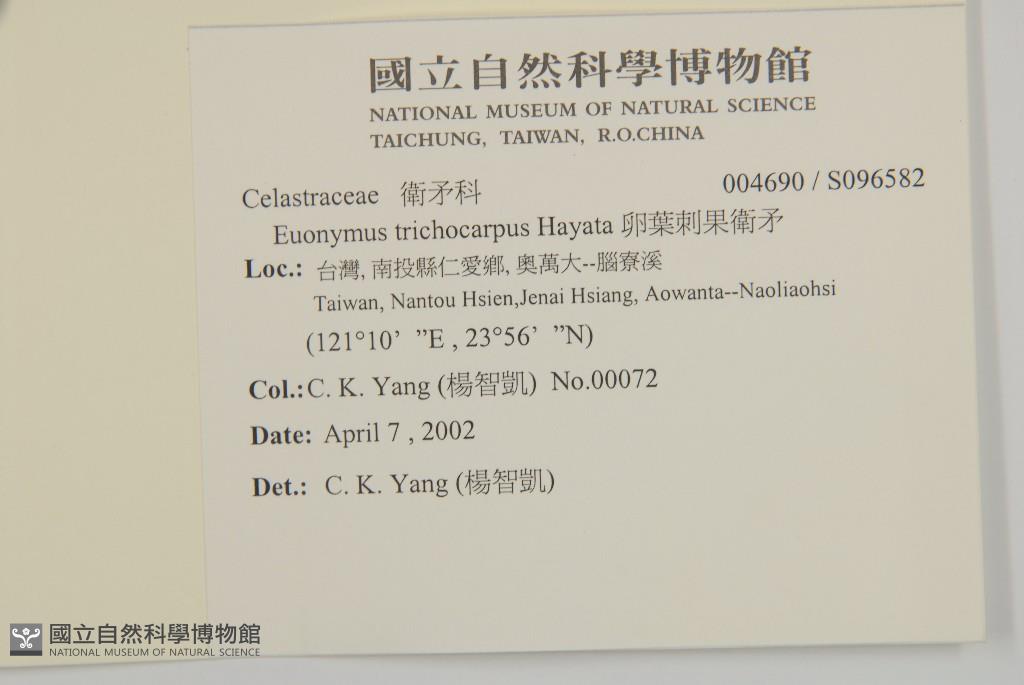 國立自然科學博物館
NATIONAL MUSEUM OF NATURAL SCIENCE
TAICHUNG, TAIWAN, R.O.CHINA
Celastraceae 衛矛科 004690 / S096582
Euonymus trichocarpus Hayata 卵葉刺果衛矛
Loc.: 台灣, 南投縣仁愛鄉, 奧萬大--腦寮溪
Taiwan, Nantou Hsien,Jenai Hsiang, Aowanta--Naoliaohsi
(121°10’ ”E , 23°56’ ”N)
Col.: C. K. Yang (楊智凱) No.00072
Date: April 7 , 2002
Det.: C. K. Yang (楊智凱)
國立自然科學博物館
NATIONAL MUSEUM OF NATURAL SCIENCE